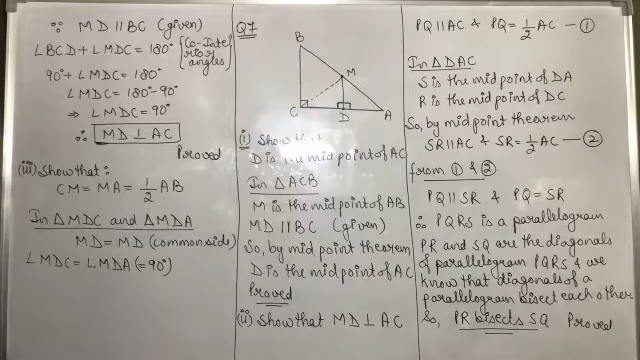 ∴ MD ∥ BC (given)
∠BCD + ∠MDC = 180° {Co-Interior angles}
90° + ∠MDC = 180°
∠MDC = 180° - 90°
⇒ ∠MDC = 90°
∴ MD ⊥ AC
Proved
(iii) Show that:
CM = MA = 1/2 AB
In △MDC and △MDA
MD = MD (common side)
∠MDC = ∠MDA (= 90°)
Q7
B
M
C
D
A
(i) Show that
D is the mid point of AC
In △ACB
M is the mid point of AB
MD ∥ BC (given)
So, by mid point theorem
D is the mid point of AC
Proved
(ii) Show that MD ⊥ AC
PQ ∥ AC & PQ = 1/2 AC — ①
In △DAC
S is the mid point of DA
R is the mid point of DC
So, by mid point theorem
SR ∥ AC & SR = 1/2 AC — ②
from ① & ②
PQ ∥ SR & PQ = SR
∴ PQRS is a parallelogram
PR and SQ are the diagonals
of parallelogram PQRS & we
know that diagonals of a
parallelogram bisect each other
So, PR bisects SQ Proved